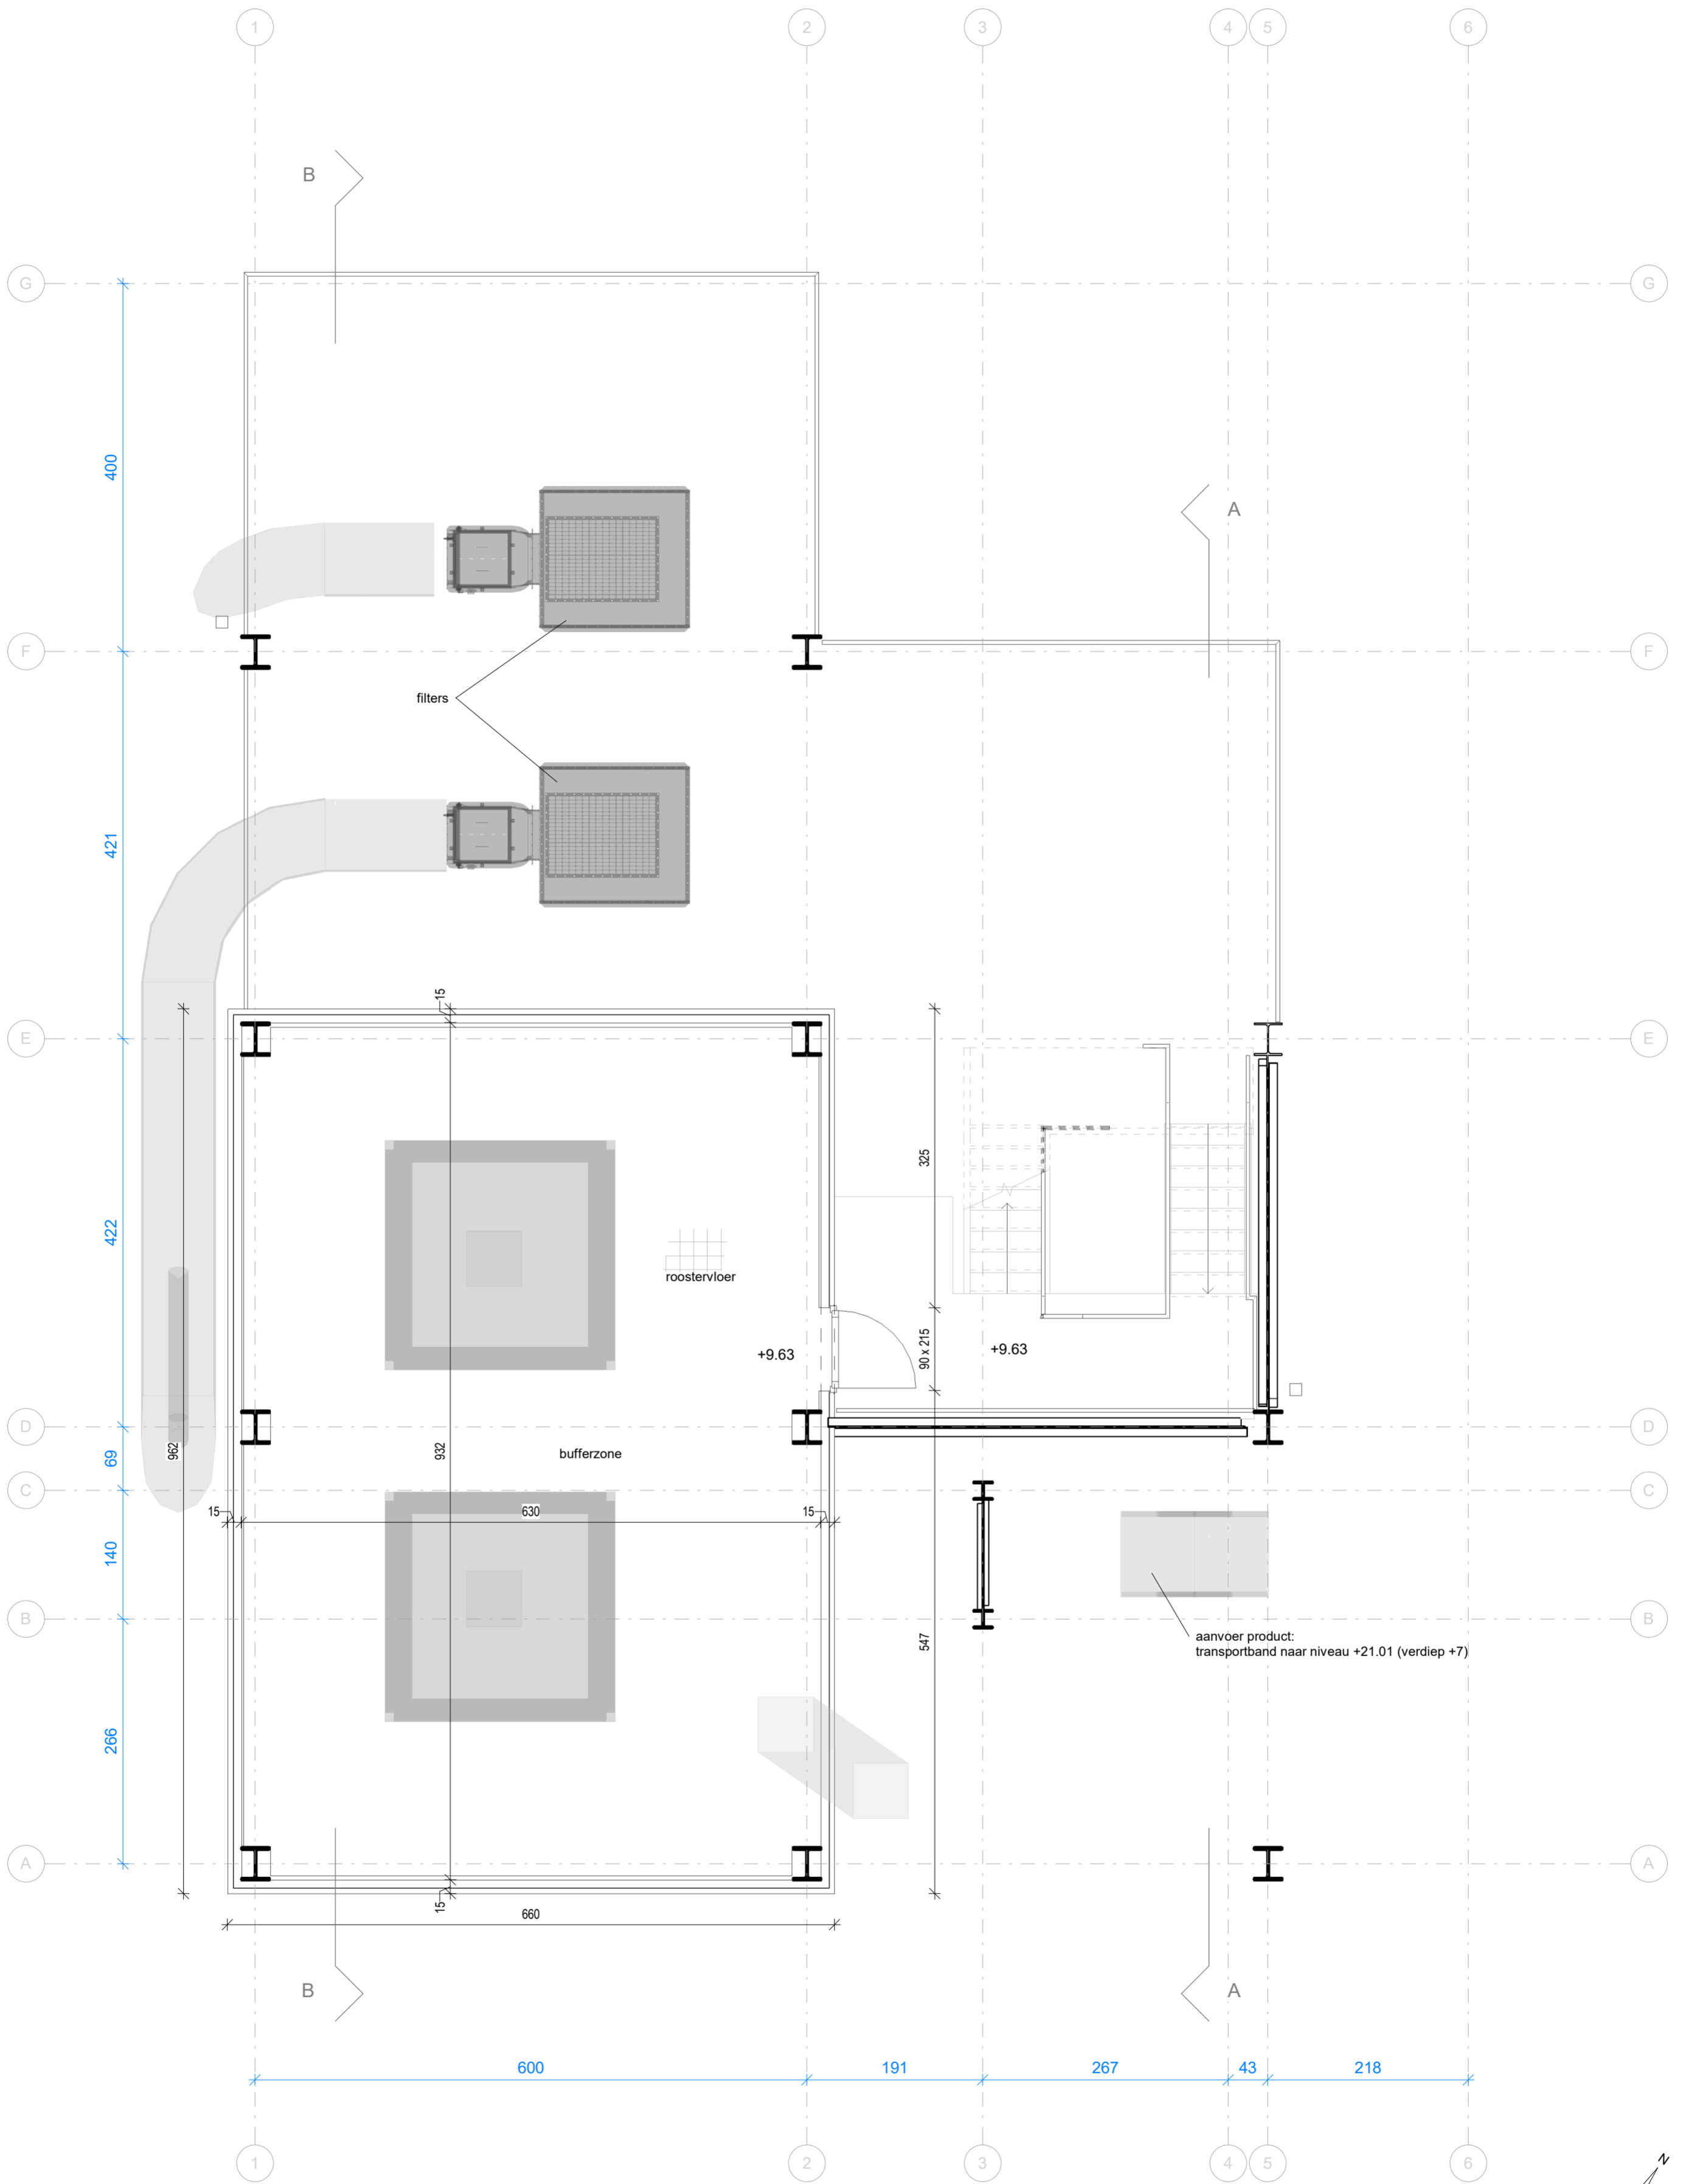 1 2 3 4 5 6
B
G G
400
A
F F
filters
421
15
E E
325
422
roostervloer
90 x 215
+9.63 +9.63
D D
962 932 bufferzone
69
C C
15 630 15
140
B B
547
aanvoer product:
transportband naar niveau +21.01 (verdiep +7)
266
A A
15
660
B A
600 191 267 43 218
1 2 3 4 5 6
N